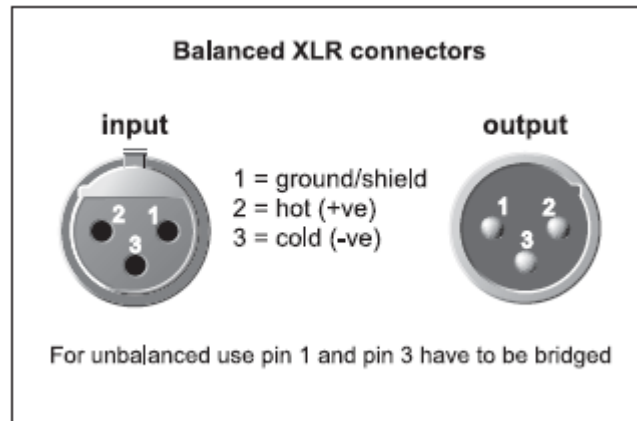 Balanced XLR connectors
input
output
2 1
3
1 = ground/shield
2 = hot (+ve)
3 = cold (-ve)
1 2
3
For unbalanced use pin 1 and pin 3 have to be bridged